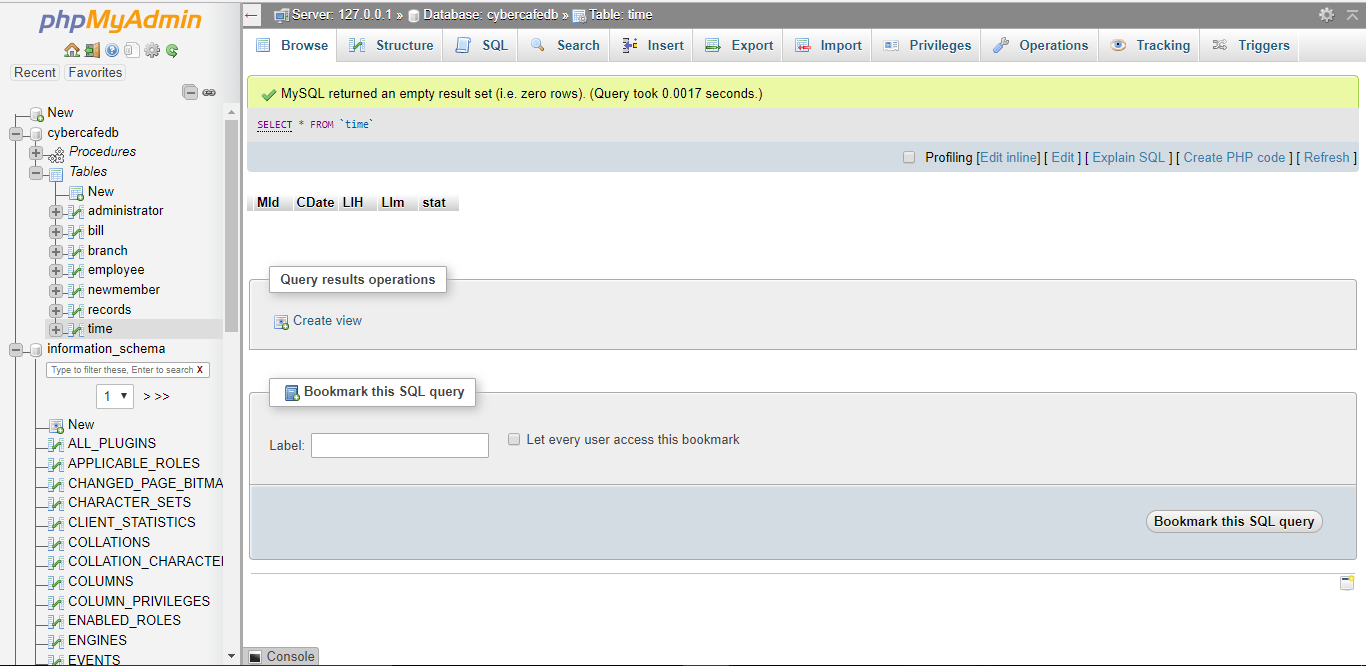 phpMyAdmin
Recent Favorites
New
cybercafedb
Procedures
Tables
New
administrator
bill
branch
employee
newmember
records
time
information_schema
Type to filter these, Enter to search X
1 > >>
New
ALL_PLUGINS
APPLICABLE_ROLES
CHANGED_PAGE_BITMA
CHARACTER_SETS
CLIENT_STATISTICS
COLLATIONS
COLLATION_CHARACTE
COLUMNS
COLUMN_PRIVILEGES
ENABLED_ROLES
ENGINES
EVENTS
Server: 127.0.0.1 » Database: cybercafedb » Table: time
Browse Structure SQL Search Insert Export Import Privileges Operations Tracking Triggers
MySQL returned an empty result set (i.e. zero rows). (Query took 0.0017 seconds.)
SELECT * FROM `time`
Profiling [Edit inline] [ Edit ] [ Explain SQL ] [ Create PHP code ] [ Refresh ]
MId CDate LIH LIm stat
Query results operations
Create view
Bookmark this SQL query
Label: Let every user access this bookmark
Bookmark this SQL query
Console